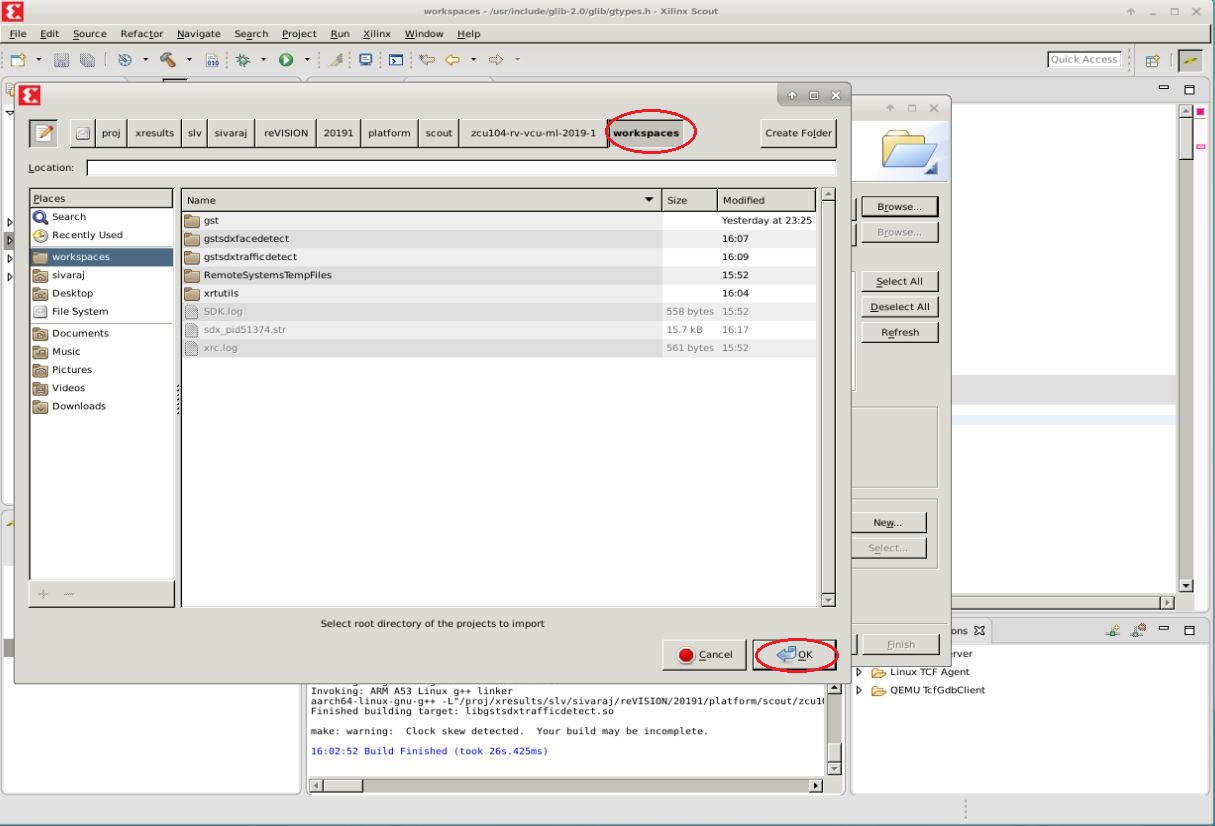 workspaces - /usr/include/glib-2.0/glib/gtypes.h - Xilinx Scout
File Edit Source Refactor Navigate Search Project Run Xilinx Window Help
Quick Access
proj xresults slv sivaraj reVISION 20191 platform scout zcu104-rv-vcu-ml-2019-1 workspaces Create Folder
Location:
Places
Search
Recently Used
workspaces
sivaraj
Desktop
File System
Documents
Music
Pictures
Videos
Downloads
Name Size Modified
gst Yesterday at 23:25
gstsdxfacedetect 16:07
gstsdxtrafficdetect 16:09
RemoteSystemsTempFiles 15:52
xrtutils 16:04
SDK.log 558 bytes 15:52
sdx_pid51374.str 15.7 kB 16:17
xrc.log 561 bytes 15:52
Select root directory of the projects to import
Cancel OK
Browse...
Browse...
Select All
Deselect All
Refresh
New...
Select...
Finish
Invoking: ARM A53 Linux g++ linker
aarch64-linux-gnu-g++ -L"/proj/xresults/slv/sivaraj/reVISION/20191/platform/scout/zcu10
Finished building target: libgstsdxtrafficdetect.so
make: warning:  Clock skew detected.  Your build may be incomplete.
16:02:52 Build Finished (took 26s.425ms)
ons
erver
Linux TCF Agent
QEMU TcfGdbClient